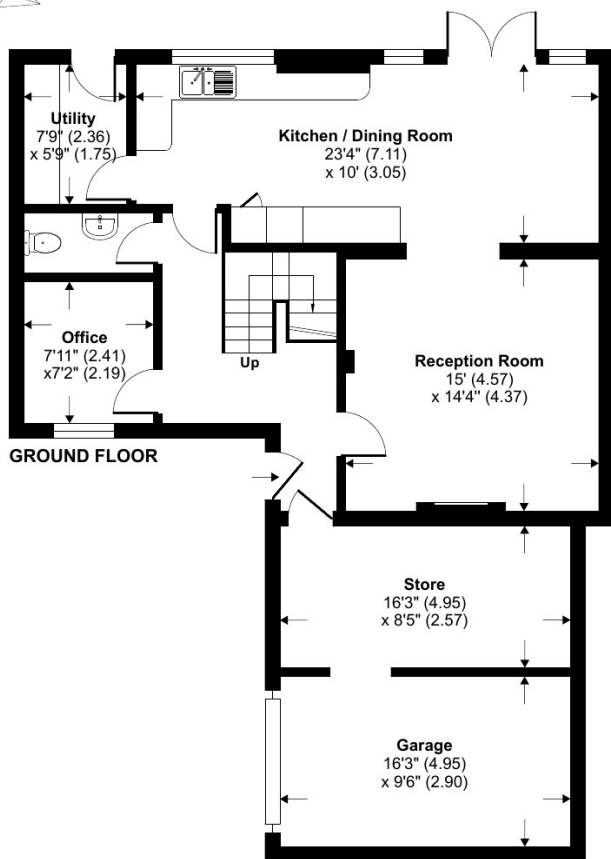 Utility
7'9" (2.36)
x 5'9" (1.75)
Kitchen / Dining Room
23'4" (7.11)
x 10' (3.05)
Office
7'11" (2.41)
x7'2" (2.19)
Up
Reception Room
15' (4.57)
x 14'4" (4.37)
GROUND FLOOR
Store
16'3" (4.95)
x 8'5" (2.57)
Garage
16'3" (4.95)
x 9'6" (2.90)